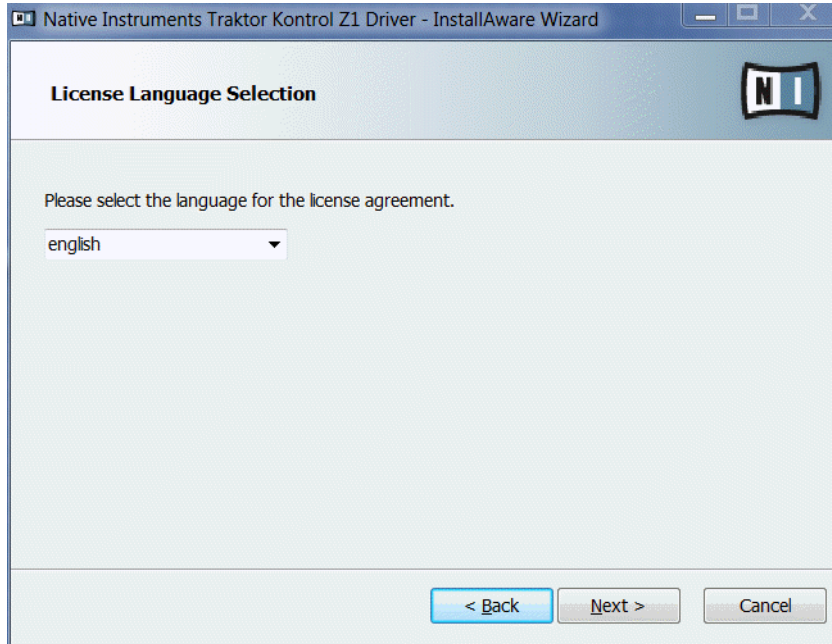 Native Instruments Traktor Kontrol Z1 Driver - InstallAware Wizard
License Language Selection
NI
Please select the language for the license agreement.
english
< Back
Next >
Cancel